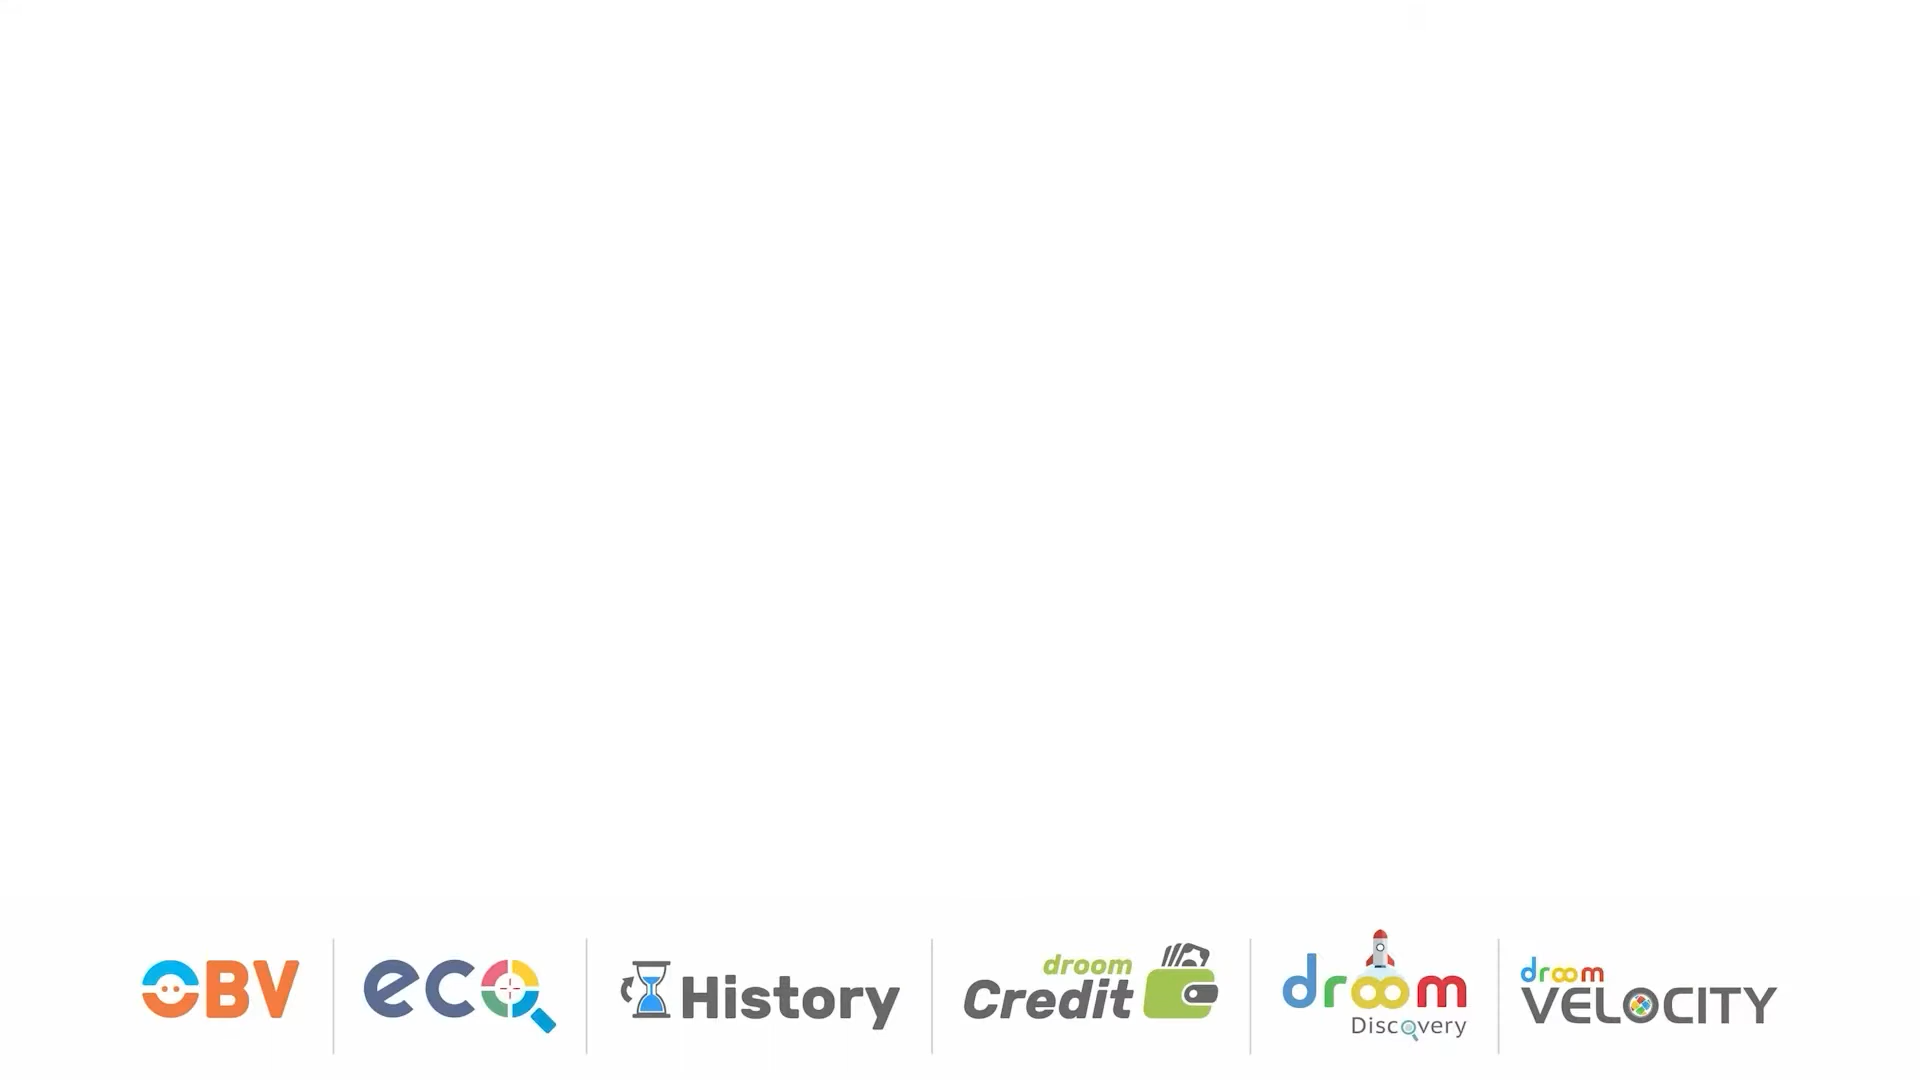 OBV
eco
History
droom
Credit
droom
Discovery
droom
VELOCITY